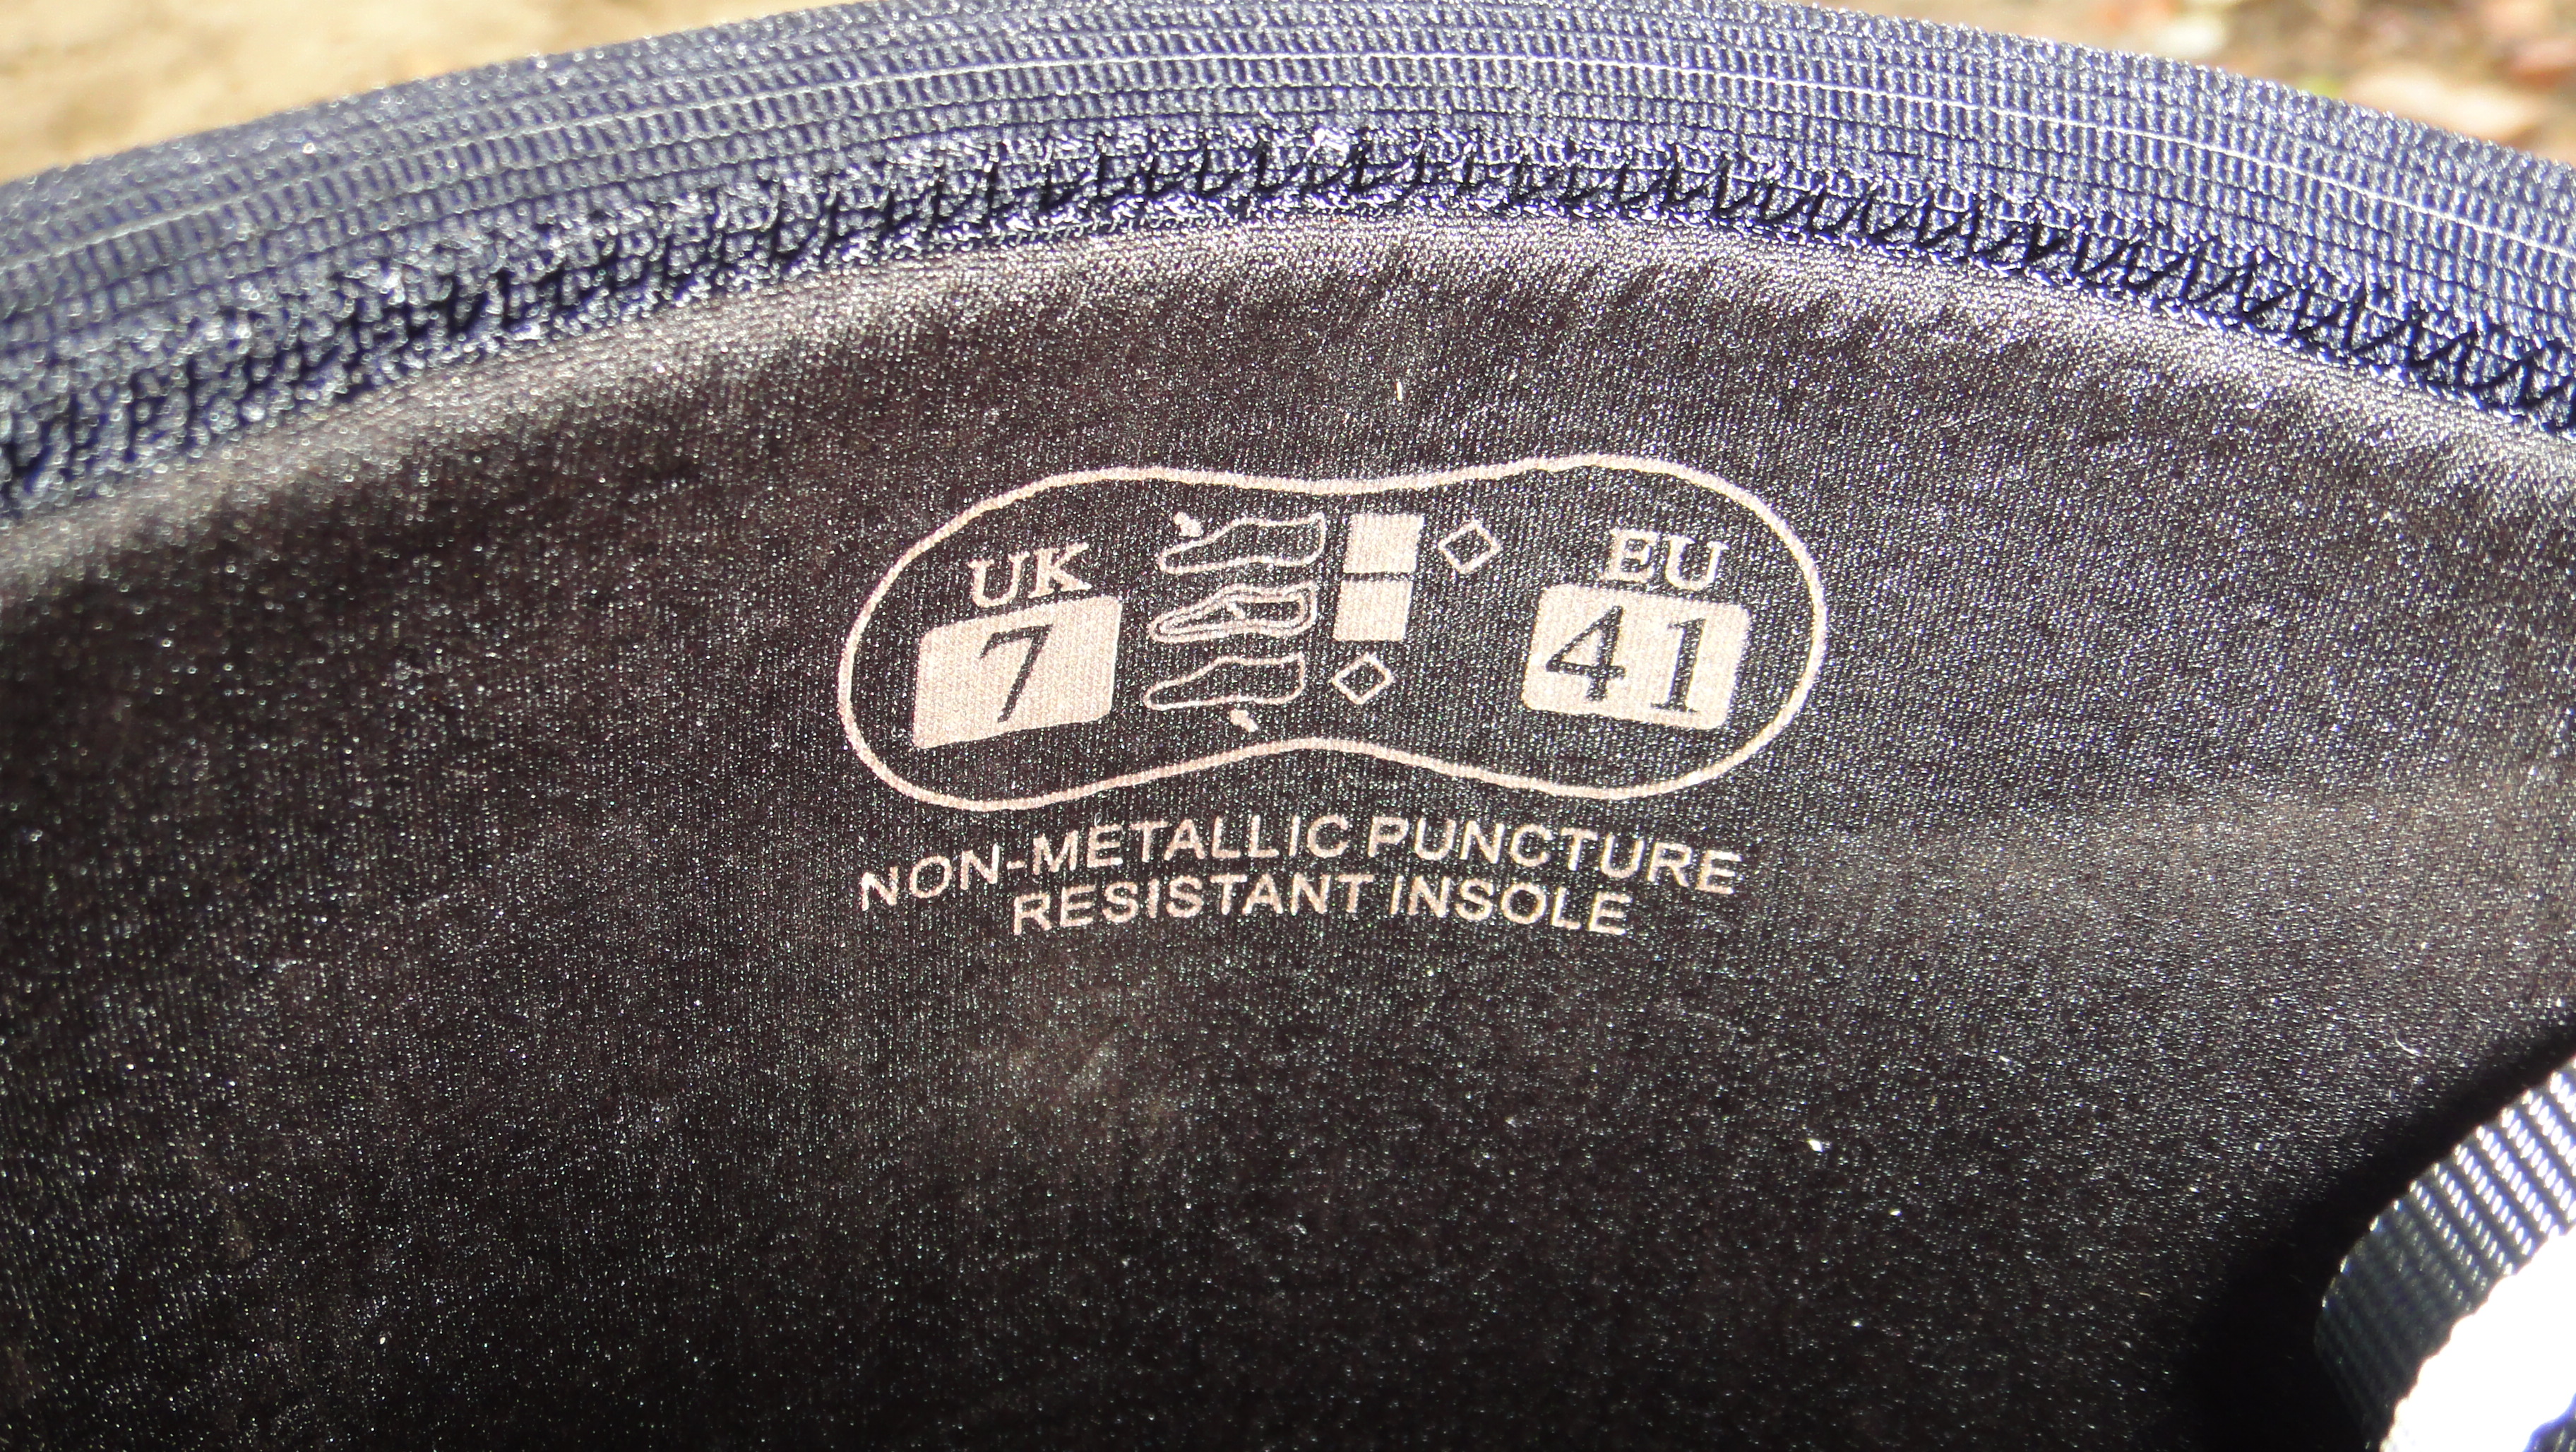 UK
7
EU
41
NON-METALLIC PUNCTURE
RESISTANT INSOLE